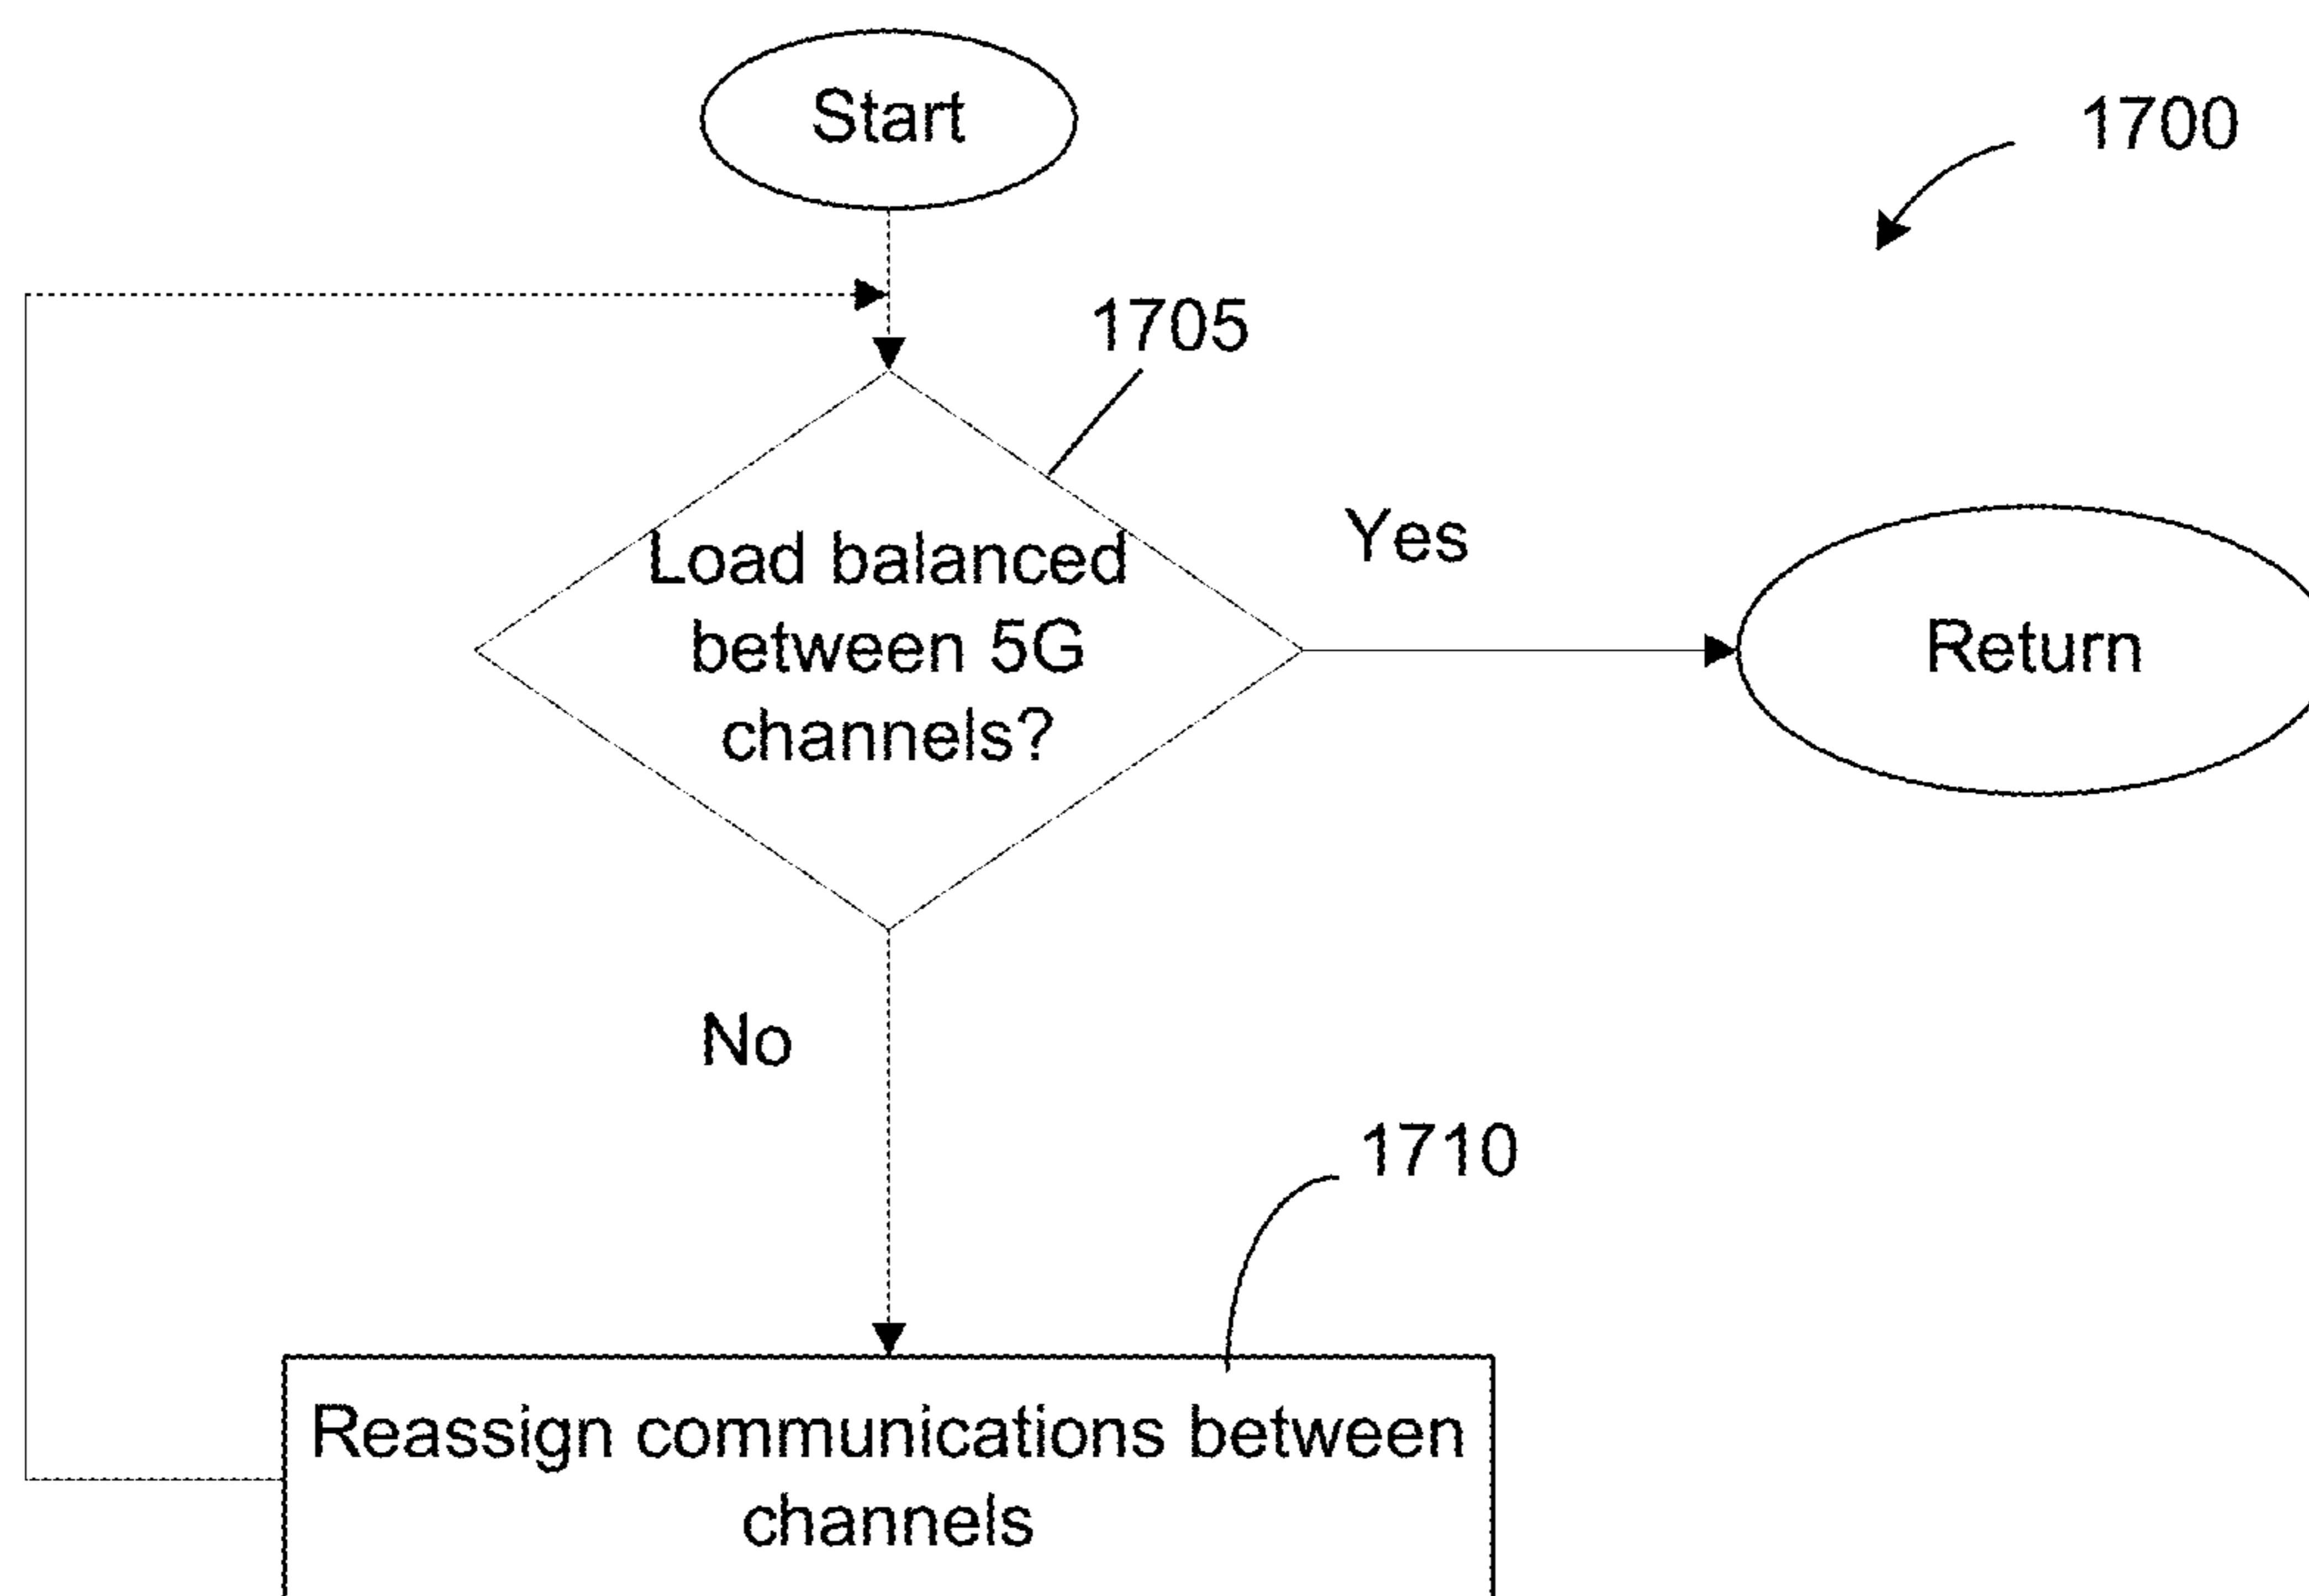 Start
1700
1705
Load balanced
between 5G
channels?
Yes
Return
No
1710
Reassign communications between
channels